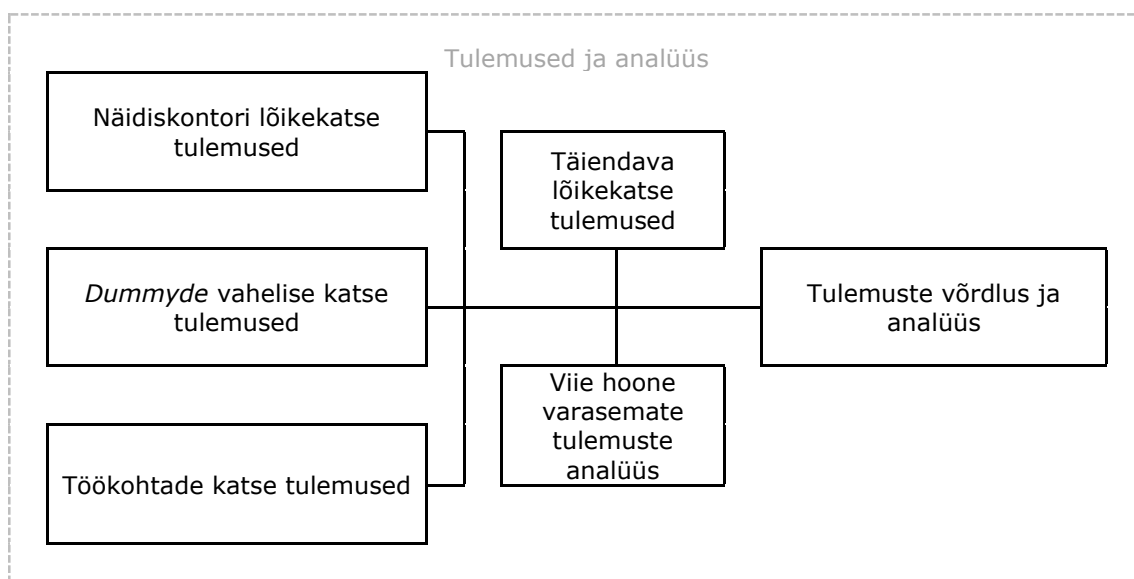 Tulemused ja analüüs
Näidiskontori lõikekatse
tulemused
Dummyde vahelise katse
tulemused
Töökohtade katse tulemused
Täiendava
lõikekatse
tulemused
Viie hoone
varasemate
tulemuste
analüüs
Tulemuste võrdlus ja
analüüs